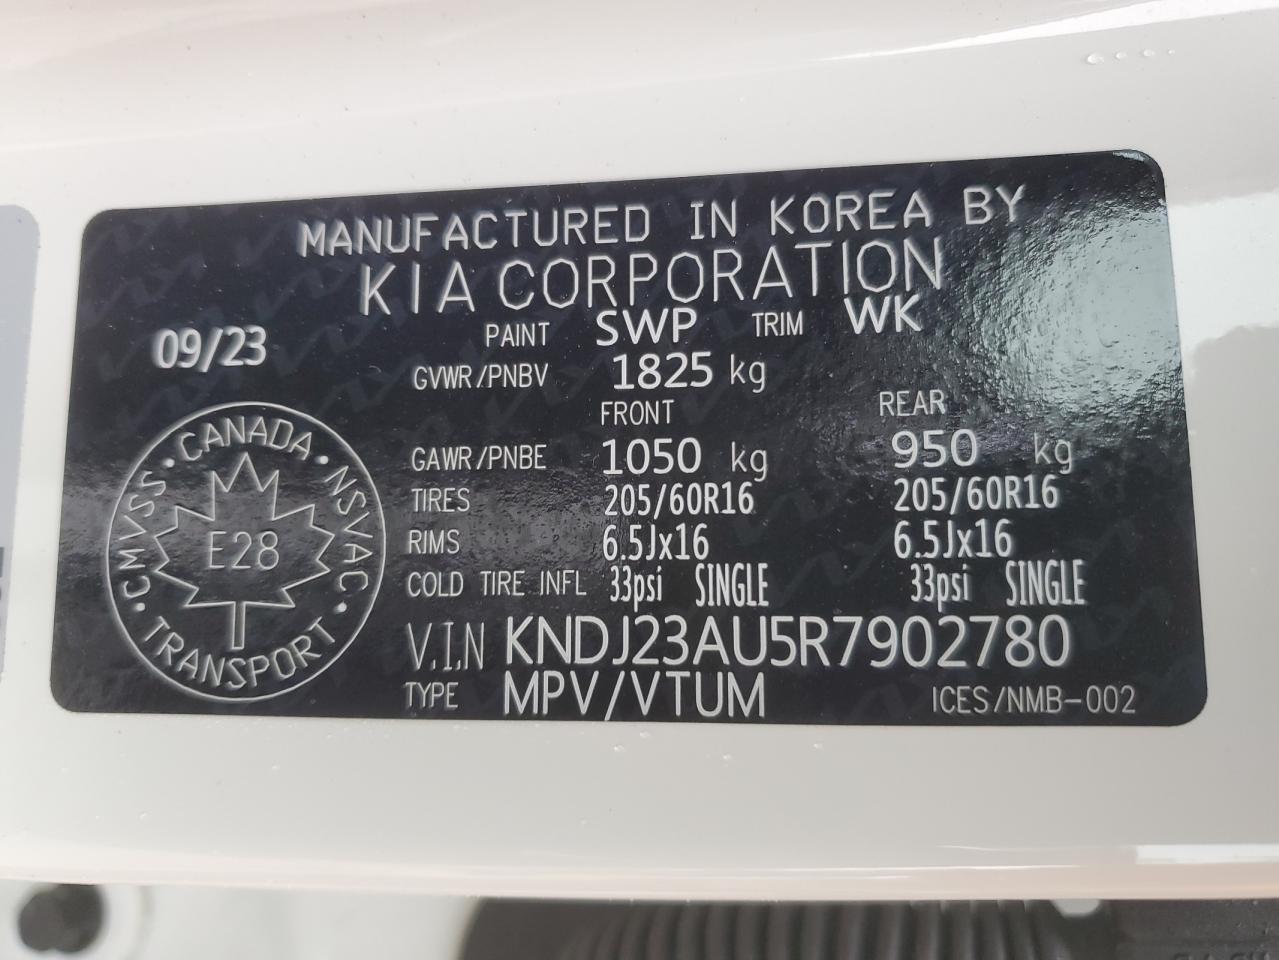 MANUFACTURED IN KOREA BY
KIA CORPORATION
09/23
PAINT SWP TRIM WK
GVWR/PNBV 1825 kg
FRONT REAR
GAWR/PNBE 1050 kg 950 kg
TIRES 205/60R16 205/60R16
RIMS 6.5Jx16 6.5Jx16
COLD TIRE INFL 33psi SINGLE 33psi SINGLE
V.I.N KNDJ23AU5R7902780
TYPE MPV/VTUM ICES/NMB-002
CMVSS · CANADA · NSVAC
E28
· TRANSPORT ·